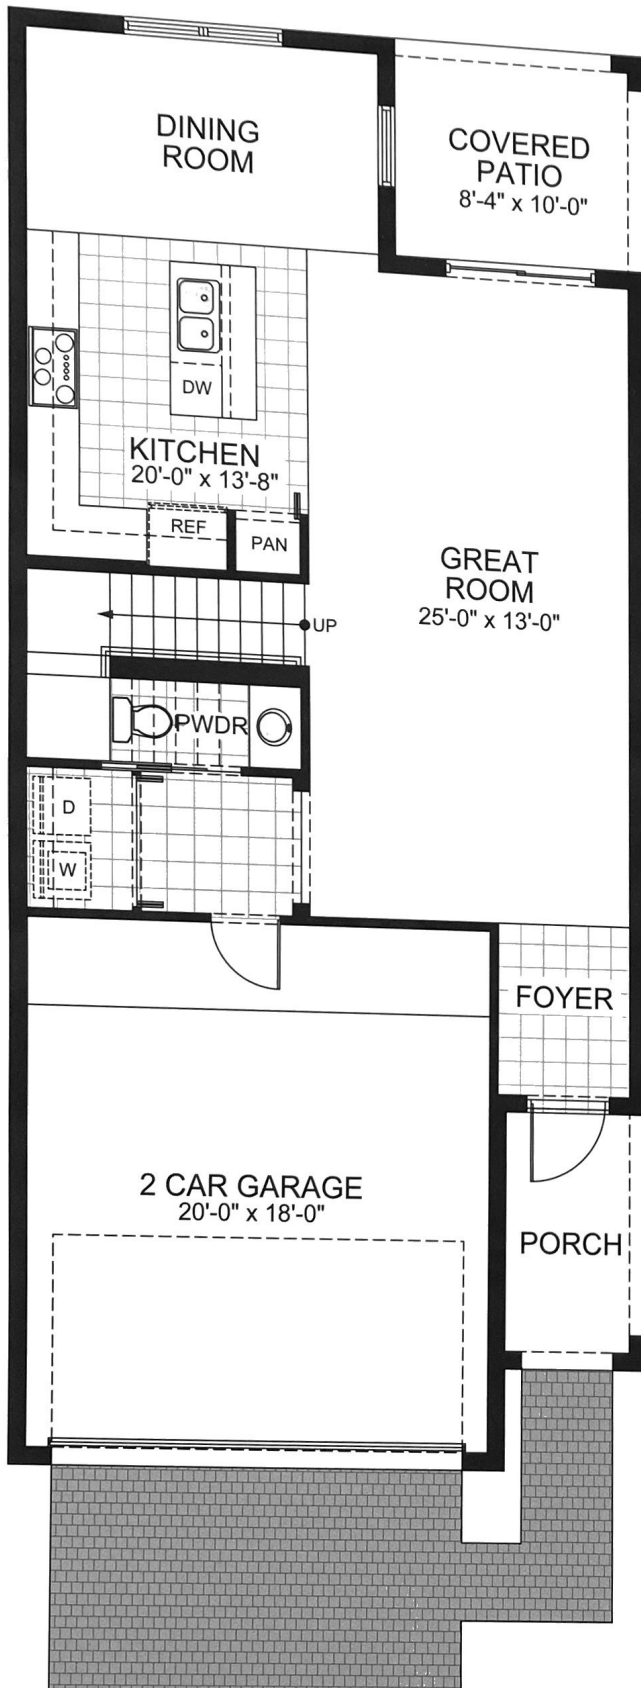 DINING
ROOM
COVERED
PATIO
8'-4" x 10'-0"
DW
KITCHEN
20'-0" x 13'-8"
REF
PAN
GREAT
ROOM
25'-0" x 13'-0"
UP
PWDR
D
W
FOYER
2 CAR GARAGE
20'-0" x 18'-0"
PORCH